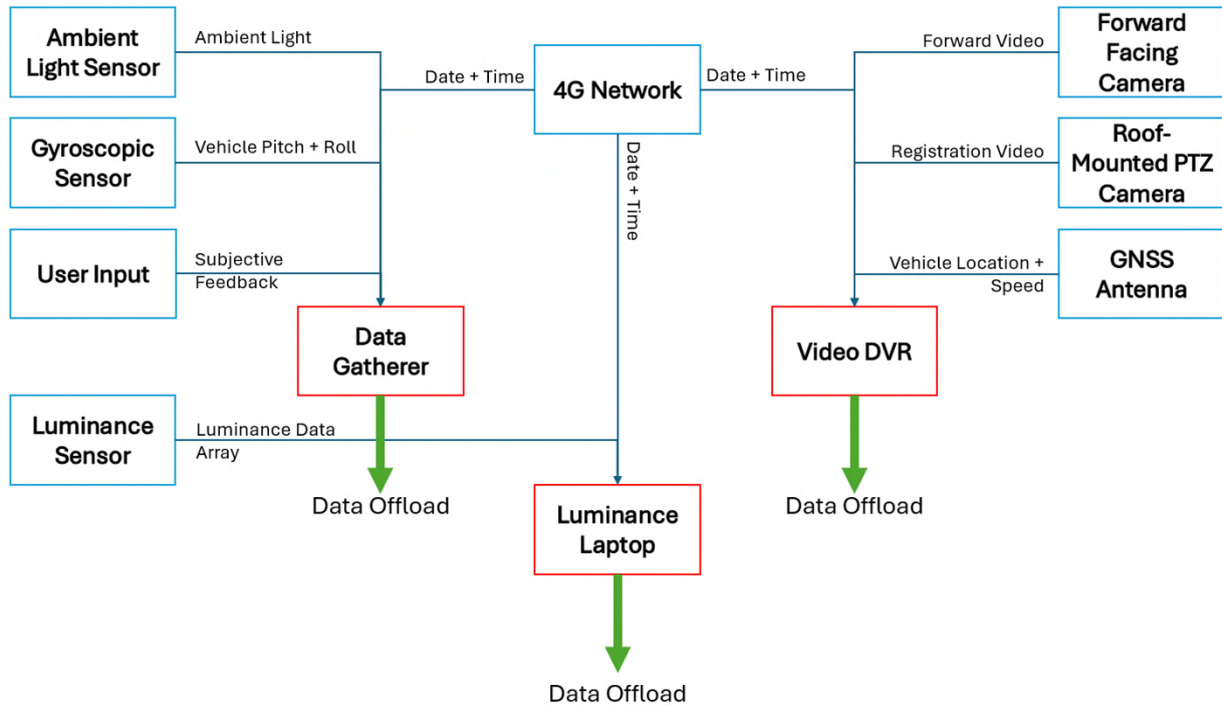 Ambient
Light Sensor
Ambient Light
Date + Time
4G Network
Date + Time
Forward Video
Forward
Facing
Camera
Gyroscopic
Sensor
Vehicle Pitch + Roll
Date + Time
Registration Video
Roof-
Mounted PTZ
Camera
User Input
Subjective
Feedback
Vehicle Location +
Speed
GNSS
Antenna
Data
Gatherer
Video DVR
Luminance
Sensor
Luminance Data
Array
Data Offload
Luminance
Laptop
Data Offload
Data Offload